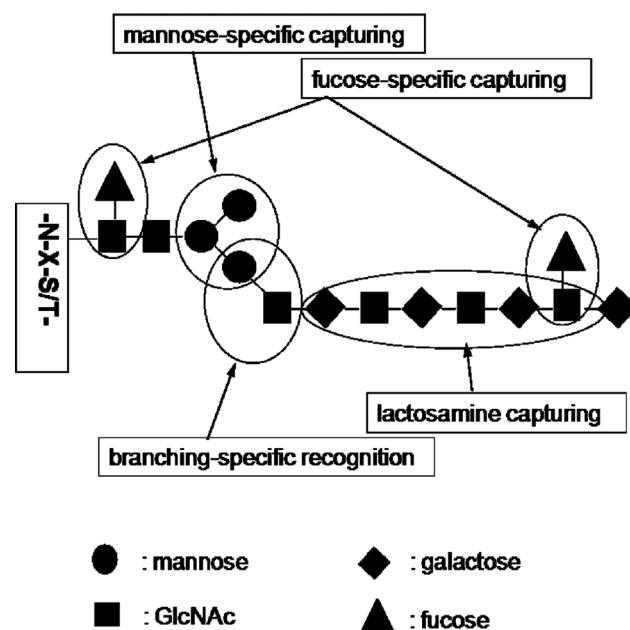 mannose-specific capturing
fucose-specific capturing
-N-X-S/T-
lactosamine capturing
branching-specific recognition
: mannose
: galactose
: GlcNAc
: fucose